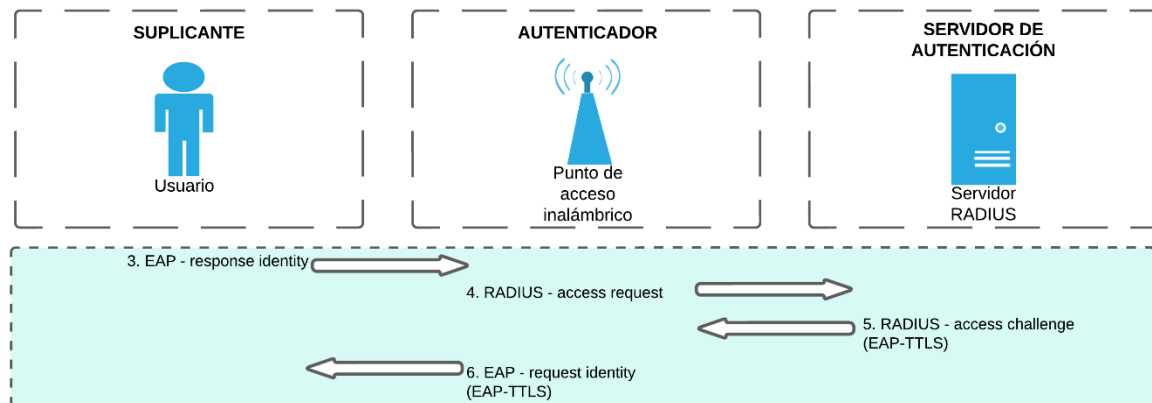 SUPLICANTE
Usuario
AUTENTICADOR
Punto de
acceso
inalámbrico
SERVIDOR DE
AUTENTICACIÓN
Servidor
RADIUS
3. EAP - response identity
4. RADIUS - access request
5. RADIUS - access challenge
(EAP-TTLS)
6. EAP - request identity
(EAP-TTLS)